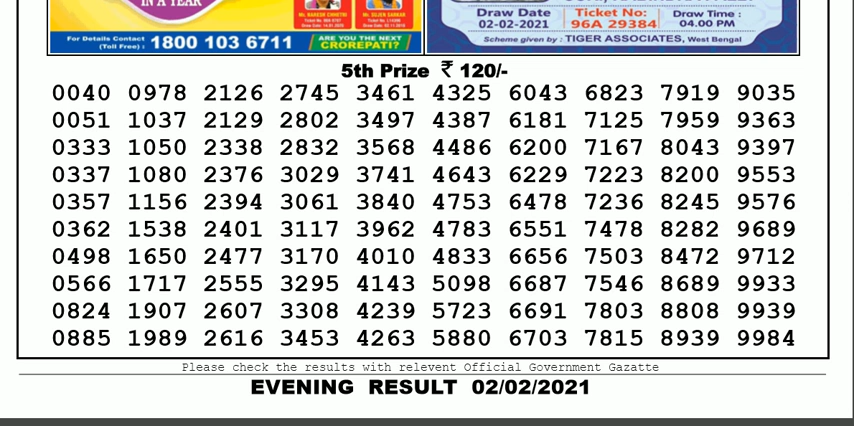 IN A YEAR
Mr. SUJEN SARKAR
For Details Contact
(Toll Free) : 1800 103 6711
ARE YOU THE NEXT
CROREPATI?
Draw Date
02-02-2021
Ticket No:
96A 29384
Draw Time :
04.00 PM
Scheme given by : TIGER ASSOCIATES, West Bengal
5th Prize ₹ 120/-
0040 0978 2126 2745 3461 4325 6043 6823 7919 9035
0051 1037 2129 2802 3497 4387 6181 7125 7959 9363
0333 1050 2338 2832 3568 4486 6200 7167 8043 9397
0337 1080 2376 3029 3741 4643 6229 7223 8200 9553
0357 1156 2394 3061 3840 4753 6478 7236 8245 9576
0362 1538 2401 3117 3962 4783 6551 7478 8282 9689
0498 1650 2477 3170 4010 4833 6656 7503 8472 9712
0566 1717 2555 3295 4143 5098 6687 7546 8689 9933
0824 1907 2607 3308 4239 5723 6691 7803 8808 9939
0885 1989 2616 3453 4263 5880 6703 7815 8939 9984
Please check the results with relevent Official Government Gazatte
EVENING RESULT 02/02/2021